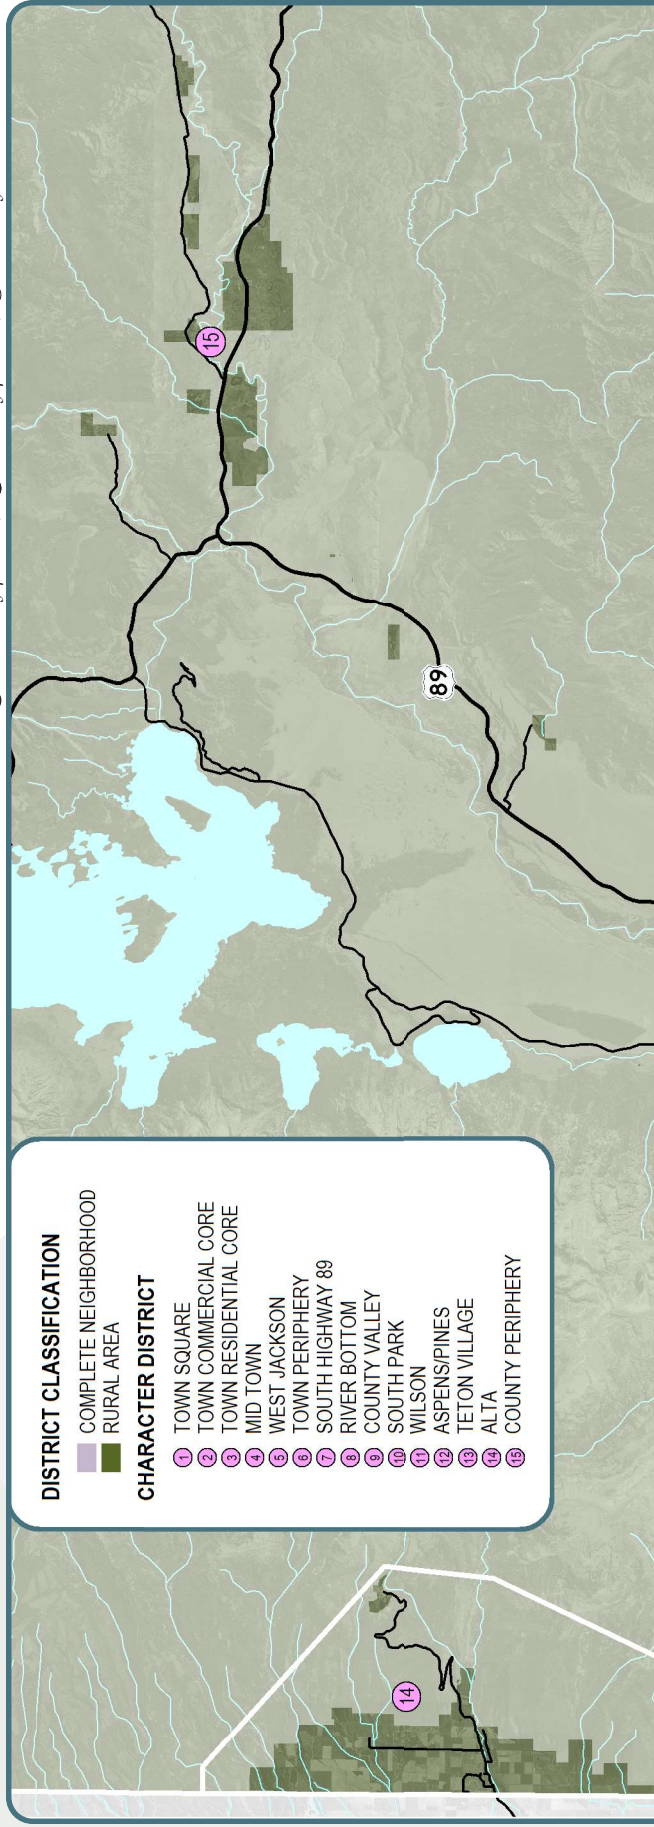 DISTRICT CLASSIFICATION
COMPLETE NEIGHBORHOOD
RURAL AREA
CHARACTER DISTRICT
1 TOWN SQUARE
2 TOWN COMMERCIAL CORE
3 TOWN RESIDENTIAL CORE
4 MID TOWN
5 WEST JACKSON
6 TOWN PERIPHERY
7 SOUTH HIGHWAY 89
8 RIVER BOTTOM
9 COUNTY VALLEY
10 SOUTH PARK
11 WILSON
12 ASPENS/PINES
13 TETON VILLAGE
14 ALTA
15 COUNTY PERIPHERY
14
89
15